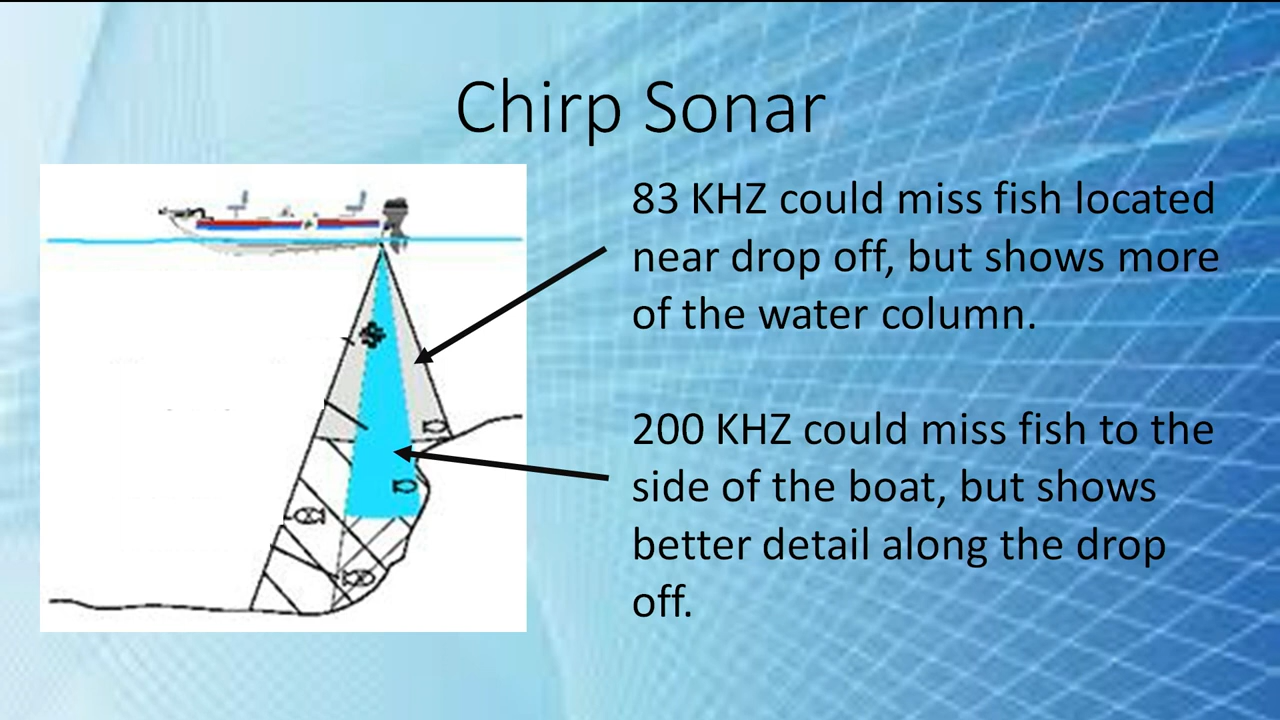 Chirp Sonar
83 KHZ could miss fish located
near drop off, but shows more
of the water column.
200 KHZ could miss fish to the
side of the boat, but shows
better detail along the drop
off.